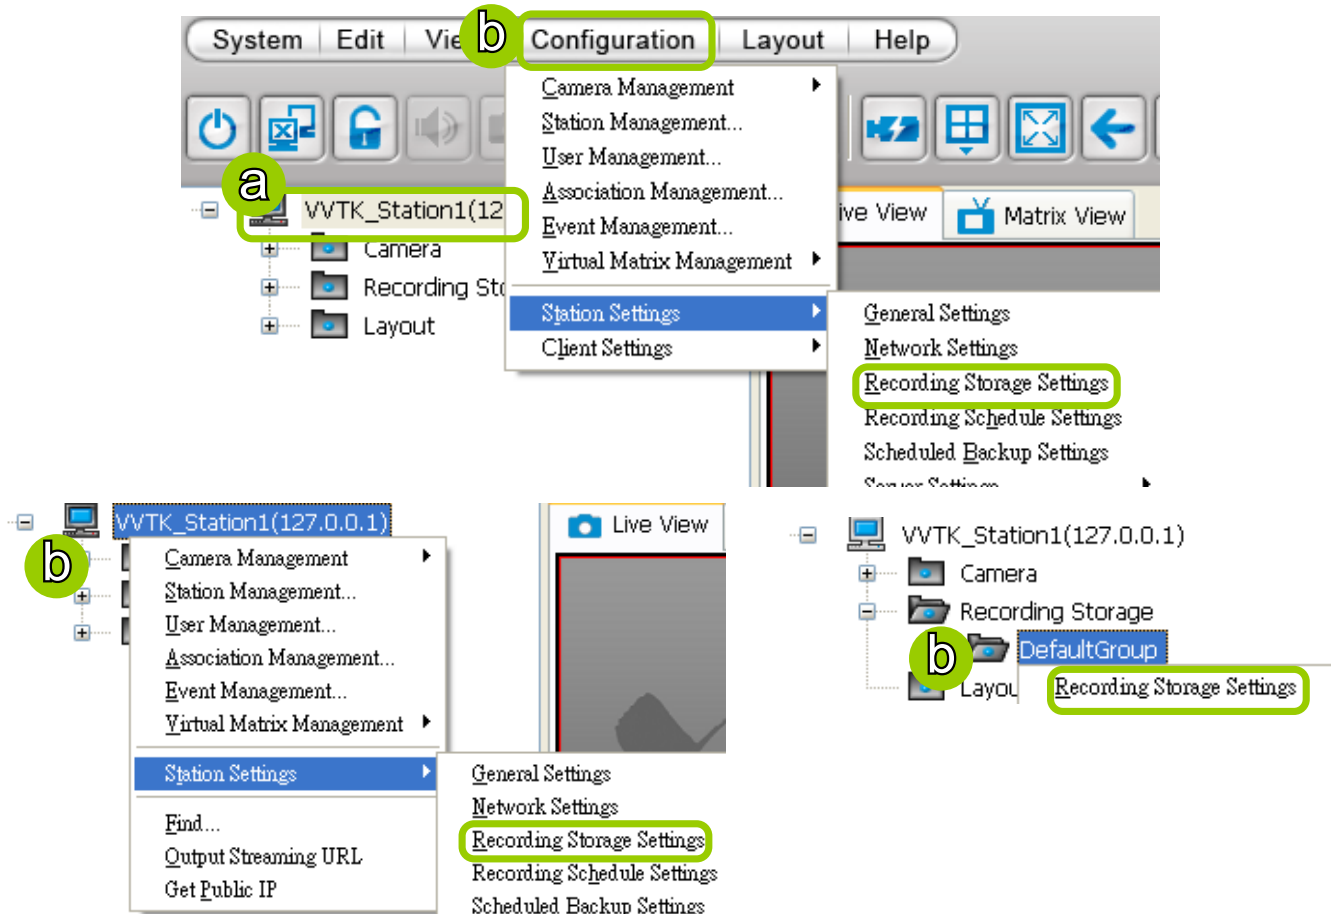 System Edit Vie b Configuration Layout Help
Camera Management
Station Management...
User Management...
Association Management...
Event Management...
Virtual Matrix Management
Station Settings
Client Settings
a
VVTK_Station1(12
Camera
Recording Sto
Layout
ive View Matrix View
General Settings
Network Settings
Recording Storage Settings
Recording Schedule Settings
Scheduled Backup Settings
Server Settings
VVTK_Station1(127.0.0.1)
b
Camera Management
Station Management...
User Management...
Association Management...
Event Management...
Virtual Matrix Management
Station Settings
Find...
Output Streaming URL
Get Public IP
Live View
General Settings
Network Settings
Recording Storage Settings
Recording Schedule Settings
Scheduled Backup Settings
VVTK_Station1(127.0.0.1)
Camera
Recording Storage
b DefaultGroup
Layou Recording Storage Settings